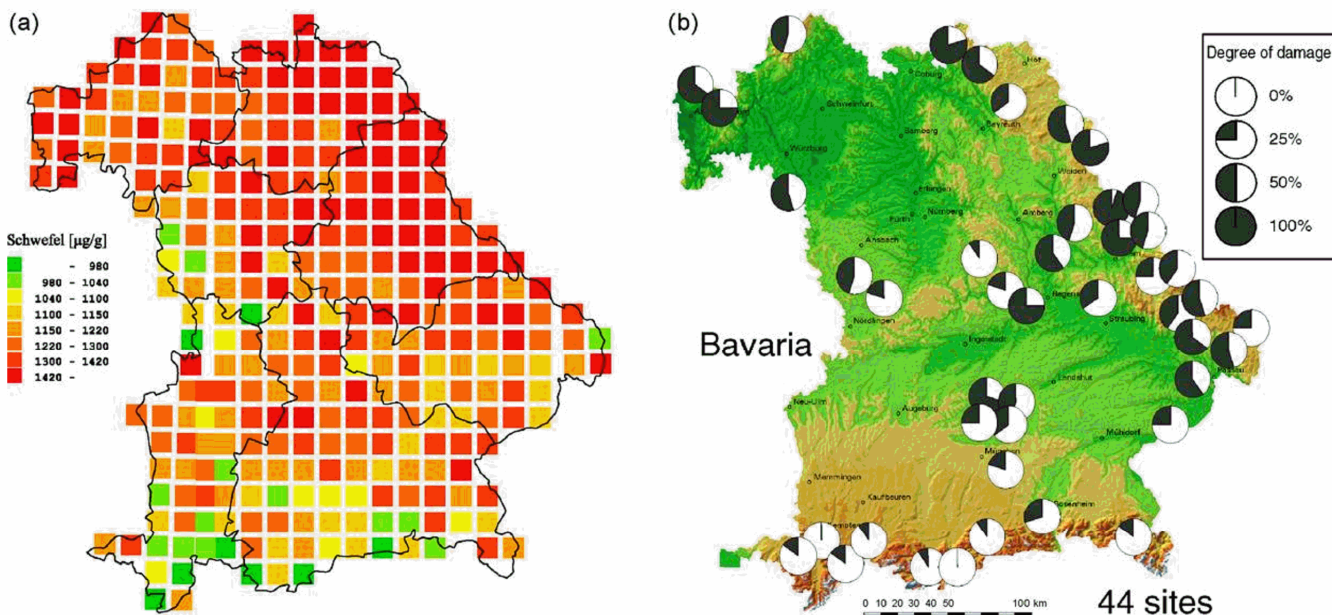 (a)
Schwefel [µg/g]
- 980
980 - 1040
1040 - 1100
1100 - 1150
1150 - 1220
1220 - 1300
1300 - 1420
1420 -
(b)
Degree of damage
0%
25%
50%
100%
Hof
Coburg
Schweinfurt
Bayreuth
Bamberg
Würzburg
Weiden
Erlangen
Fürth
Nürnberg
Amberg
Ansbach
Nördlingen
Straubing
Ingolstadt
Bavaria
Passau
Landshut
Neu-Ulm
Augsburg
Mühldorf
Memmingen
Kaufbeuren
Rosenheim
Kempten
0 10 20 30 40 50 100 km
44 sites